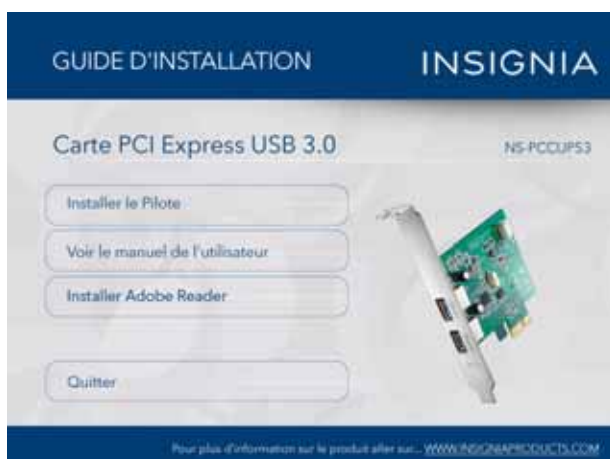 GUIDE D'INSTALLATION
INSIGNIA
Carte PCI Express USB 3.0
NS-PCCUP53
Installer le Pilote
Voir le manuel de l'utilisateur
Installer Adobe Reader
Quitter
Pour plus d'information sur le produit aller sur... WWW.INSIGNIAPRODUCTS.COM